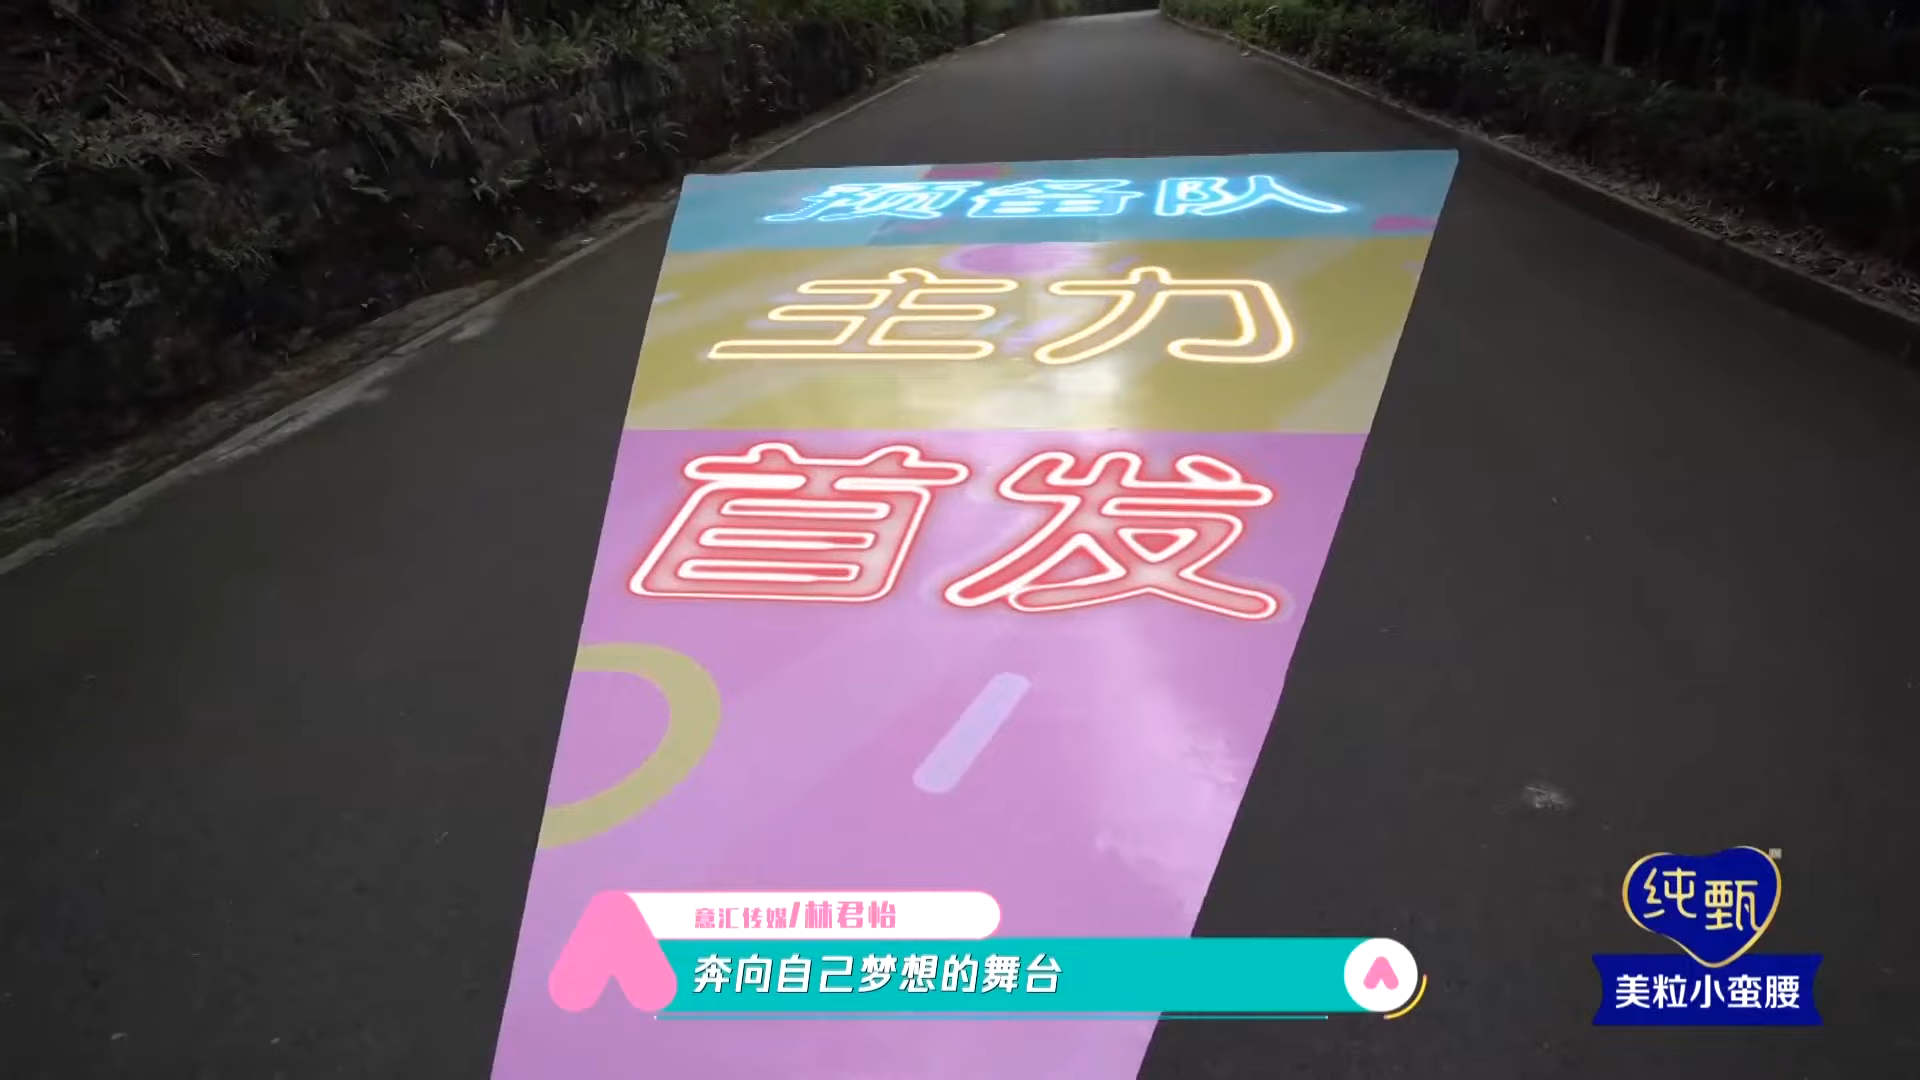 预备队
主力
首发
意汇传媒/林君怡
奔向自己梦想的舞台
纯甄
美粒小蛮腰